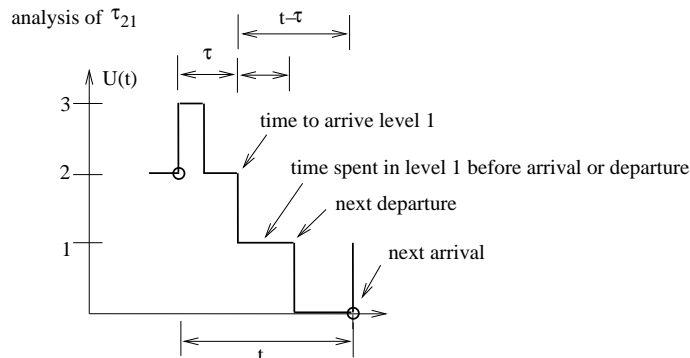 analysis of τ21
t–τ
τ
U(t)
3
time to arrive level 1
time spent in level 1 before arrival or departure
2
next departure
1
next arrival
t